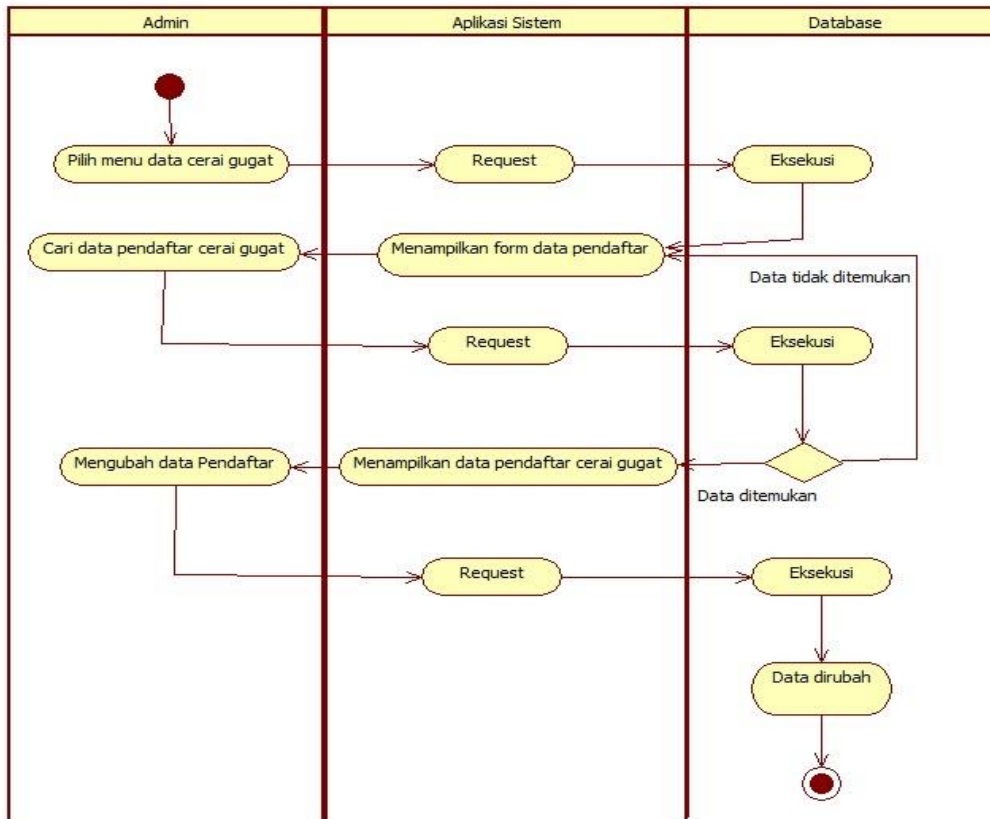 Admin
Aplikasi Sistem
Database
Pilih menu data cerai gugat
Request
Eksekusi
Cari data pendaftar cerai gugat
Menampilkan form data pendaftar
Data tidak ditemukan
Request
Eksekusi
Mengubah data Pendaftar
Menampilkan data pendaftar cerai gugat
Data ditemukan
Request
Eksekusi
Data dirubah